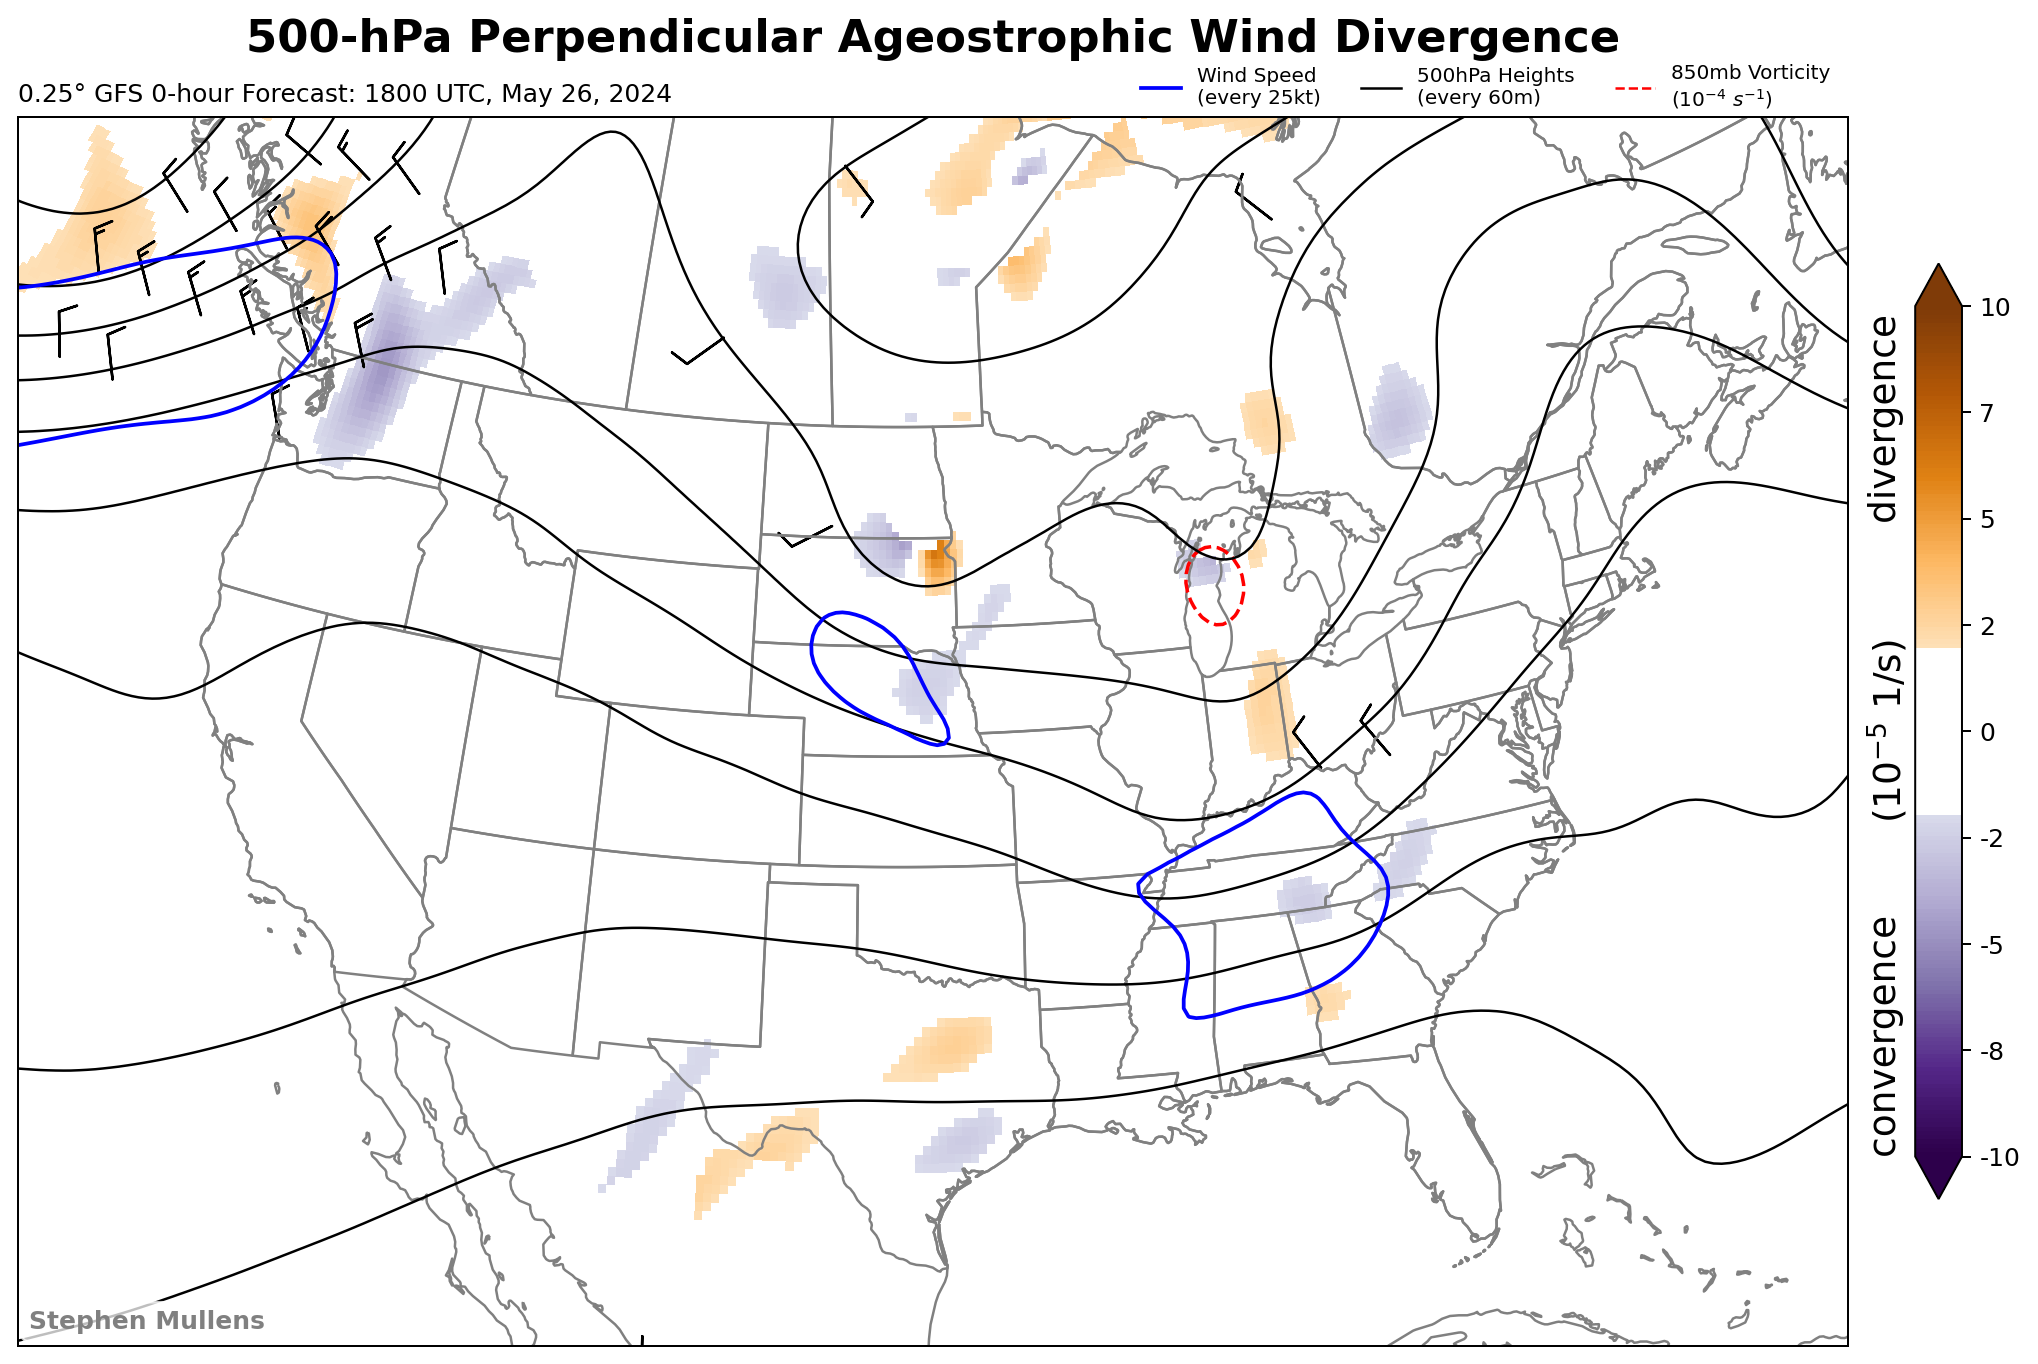 500-hPa Perpendicular Ageostrophic Wind Divergence
0.25° GFS 0-hour Forecast: 1800 UTC, May 26, 2024
Wind Speed
(every 25kt)
500hPa Heights
(every 60m)
850mb Vorticity
(10⁻⁴ s⁻¹)
convergence (10⁻⁵ 1/s) divergence
10
7
5
2
0
-2
-5
-8
-10
Stephen Mullens